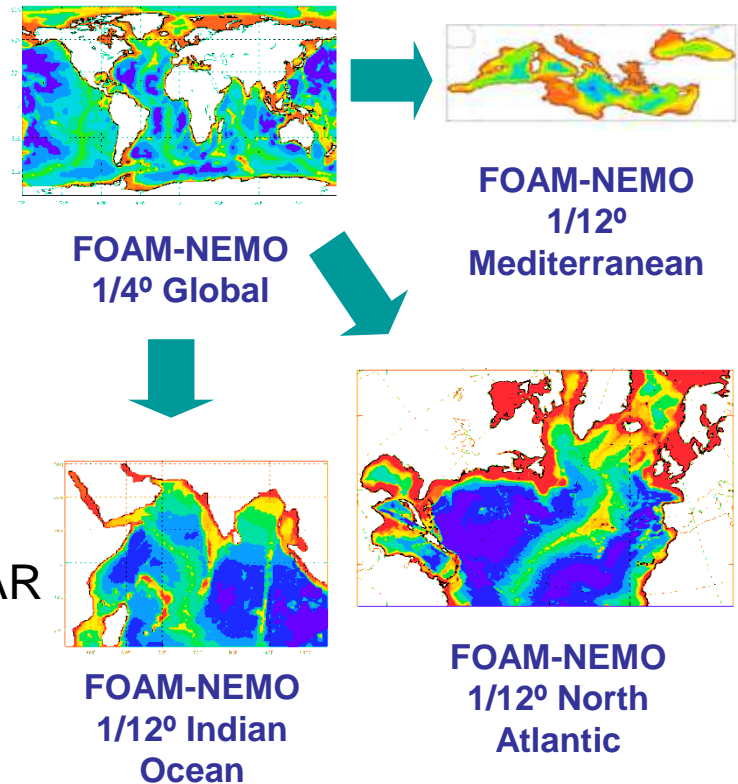 FOAM-NEMO
1/12º
Mediterranean
FOAM-NEMO
1/4º Global
AR
FOAM-NEMO
1/12º Indian
Ocean
FOAM-NEMO
1/12º North
Atlantic